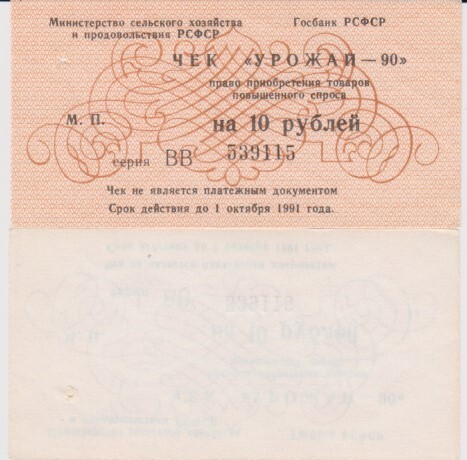 Министерство сельского хозяйства
и продовольствия РСФСР
Госбанк РСФСР
ЧЕК «УРОЖАЙ—90»
право приобретения товаров
повышенного спроса
М. П.
на 10 рублей
серия ВВ 539115
Чек не является платежным документом
Срок действия до 1 октября 1991 года.